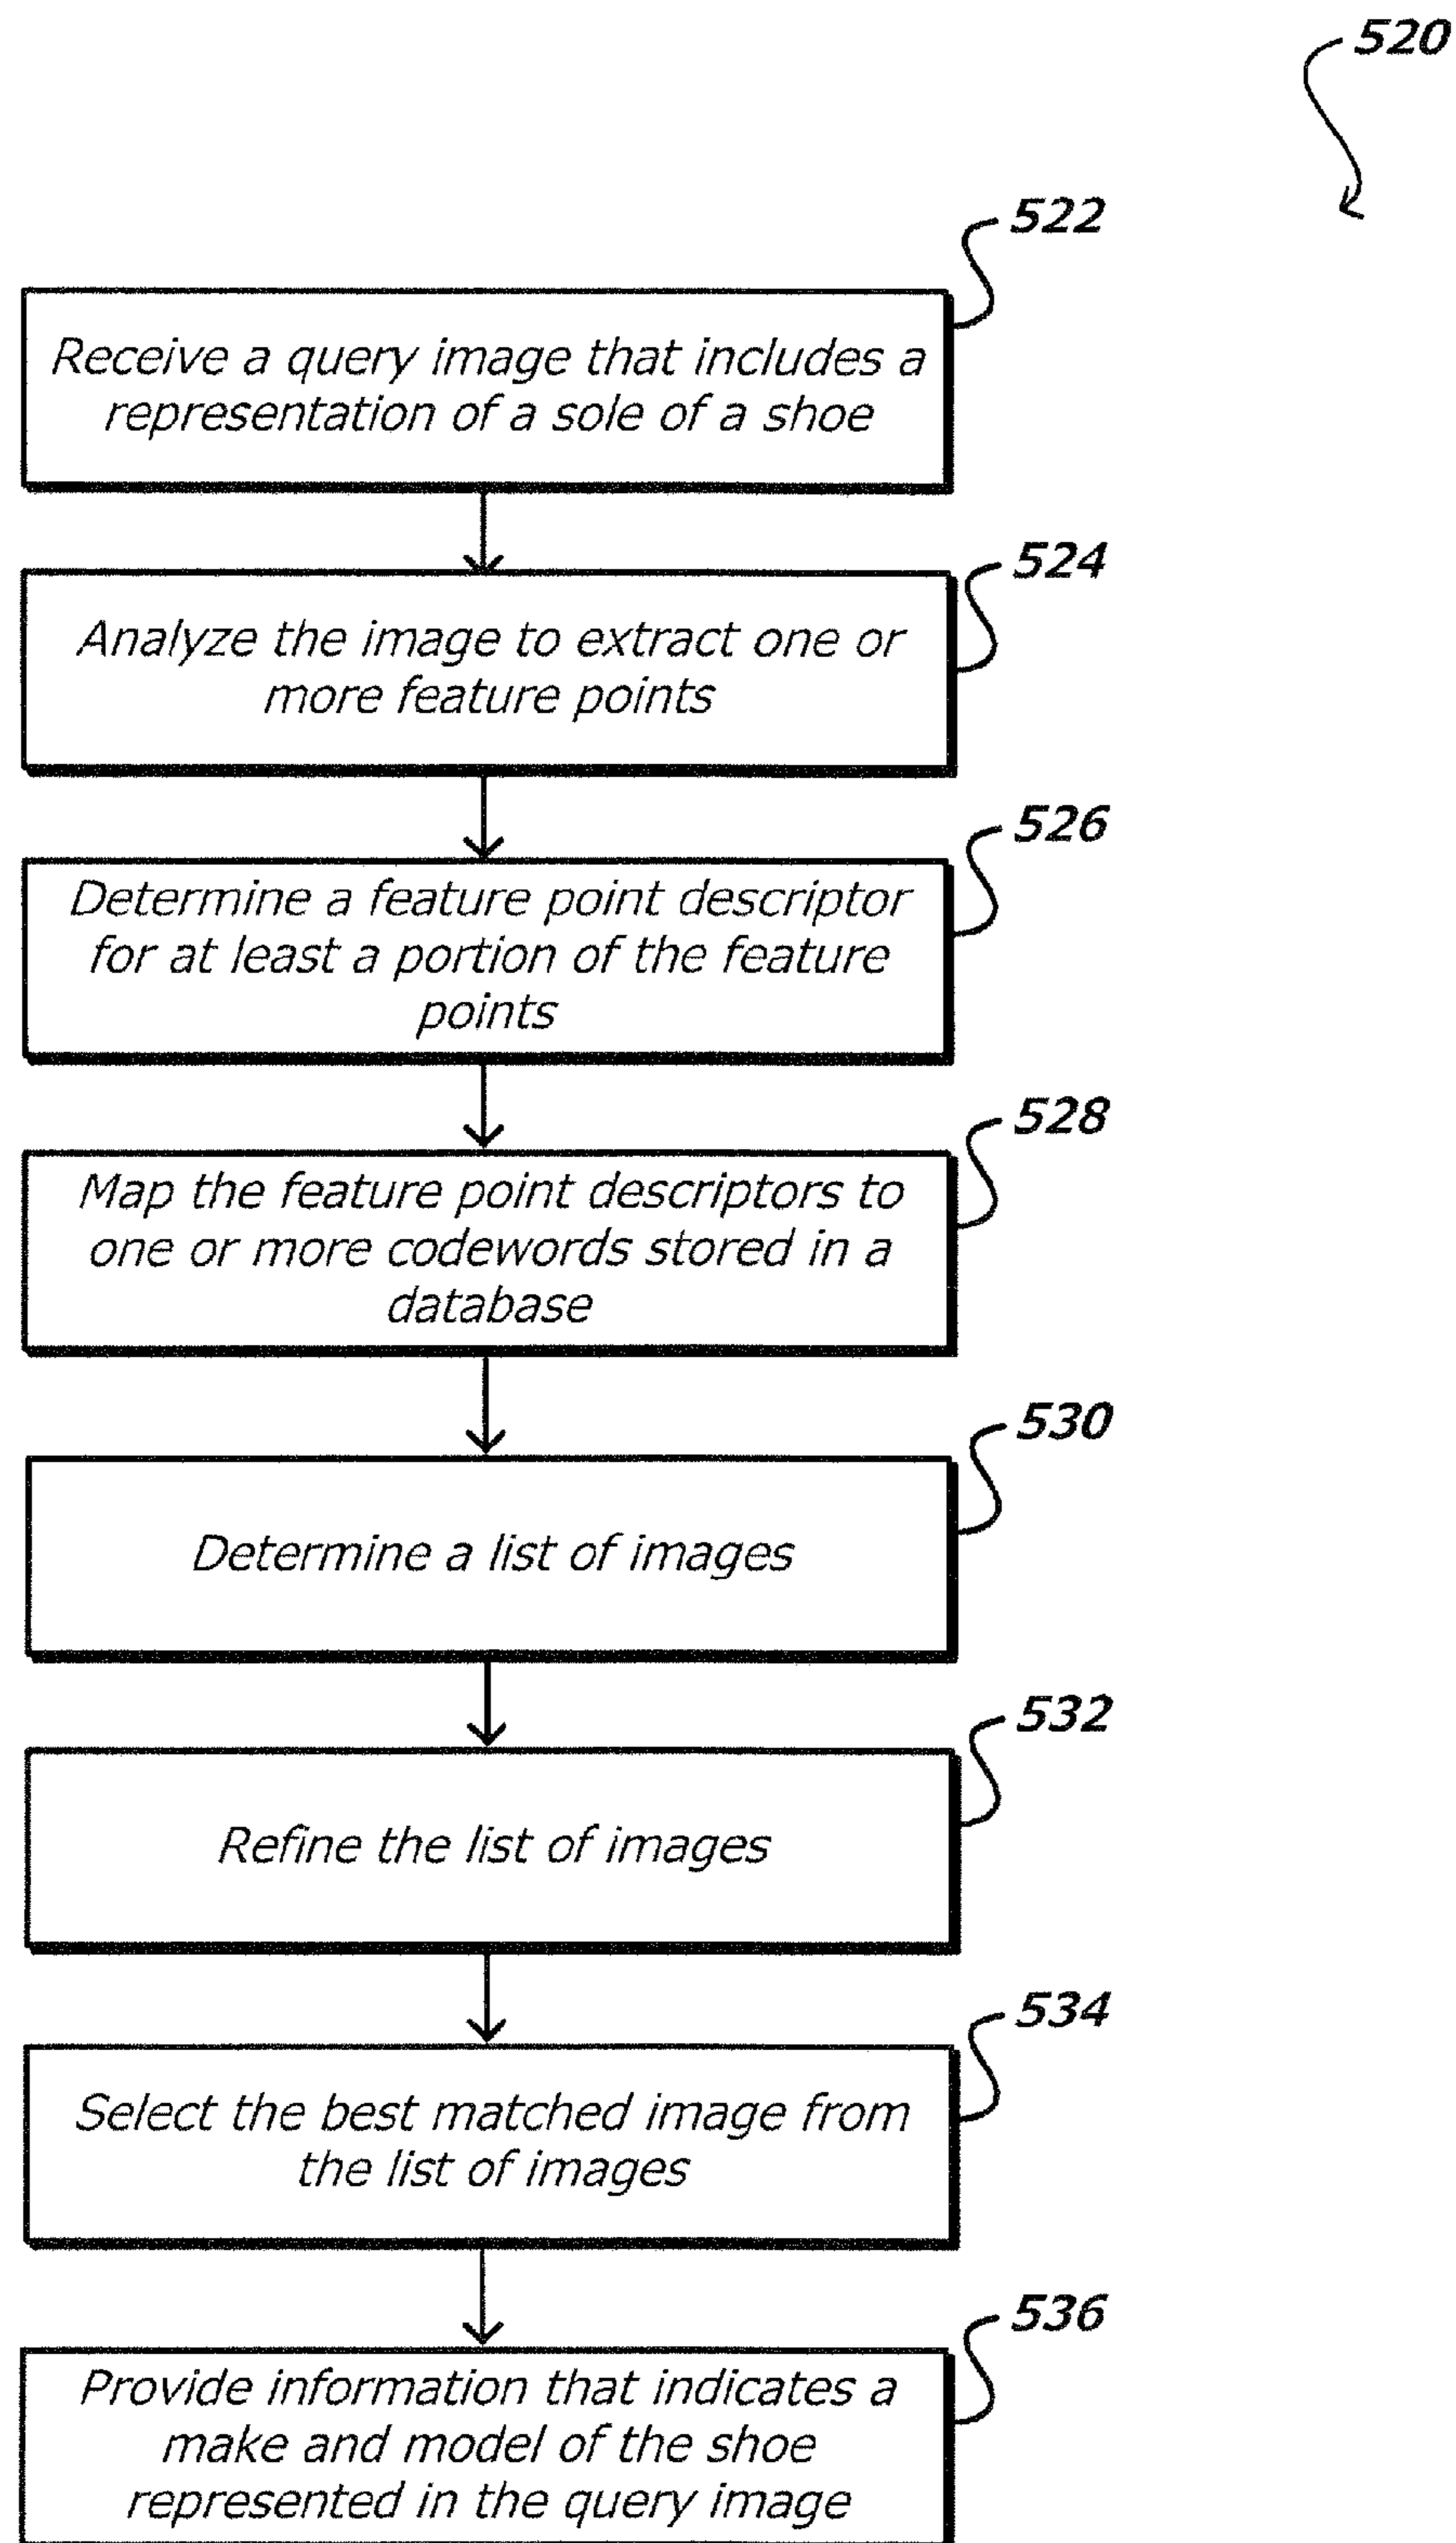 520
522
Receive a query image that includes a
representation of a sole of a shoe
524
Analyze the image to extract one or
more feature points
526
Determine a feature point descriptor
for at least a portion of the feature
points
528
Map the feature point descriptors to
one or more codewords stored in a
database
530
Determine a list of images
532
Refine the list of images
534
Select the best matched image from
the list of images
536
Provide information that indicates a
make and model of the shoe
represented in the query image